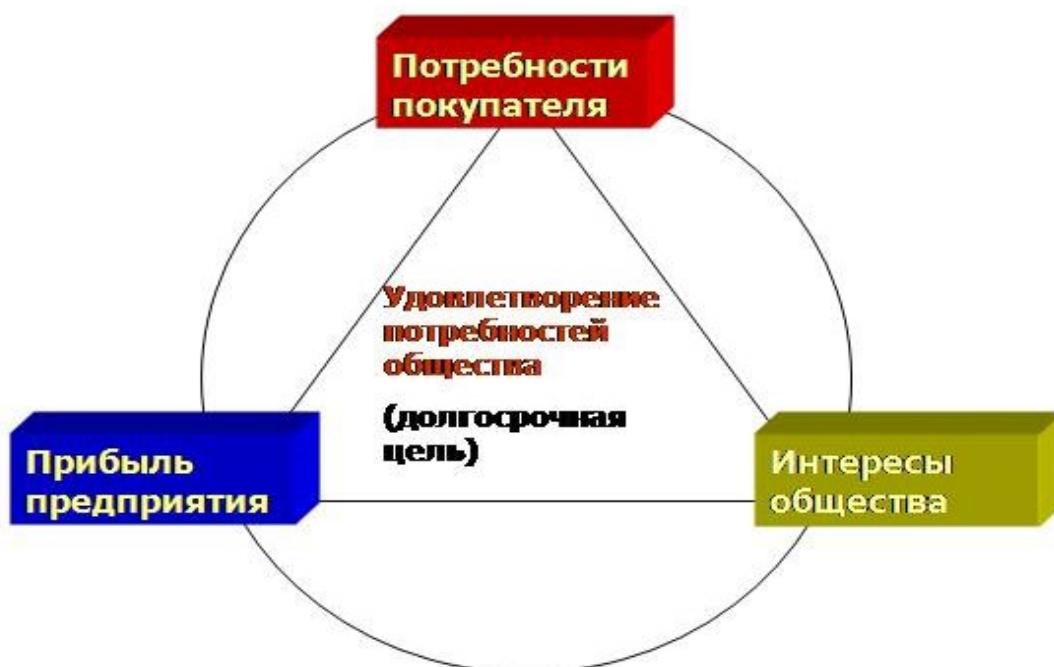 Потребности
покупателя
Удовлетворение
потребностей
общества
(долгосрочная
цель)
Прибыль
предприятия
Интересы
общества